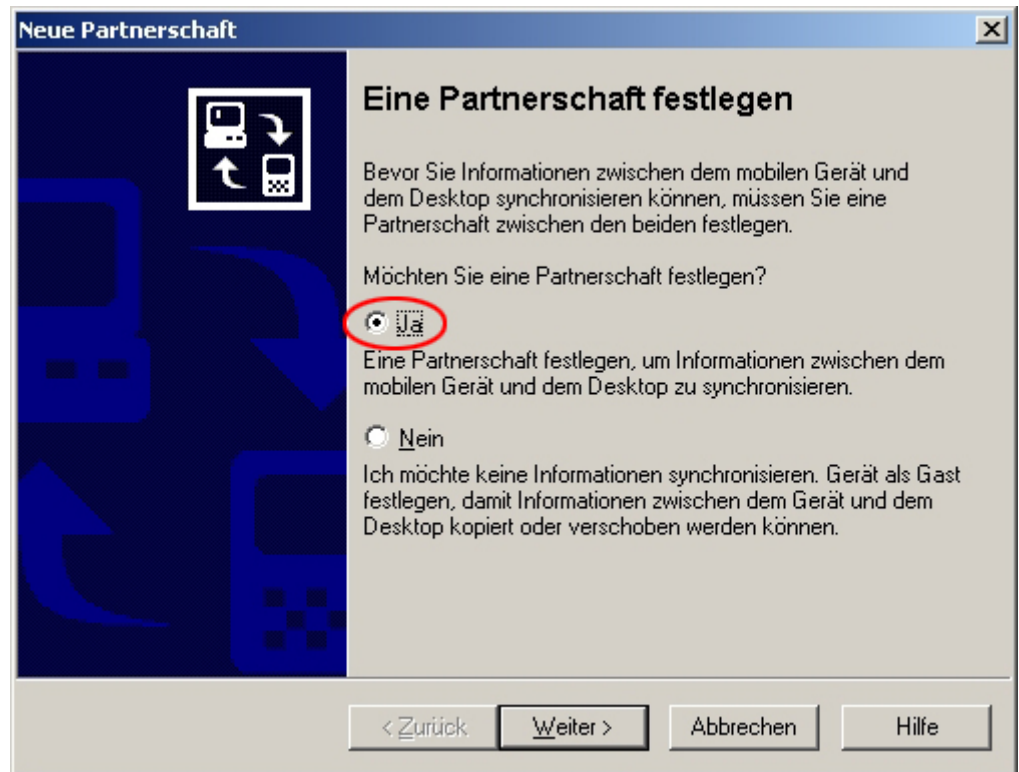 Neue Partnerschaft
Eine Partnerschaft festlegen
Bevor Sie Informationen zwischen dem mobilen Gerät und
dem Desktop synchronisieren können, müssen Sie eine
Partnerschaft zwischen den beiden festlegen.
Möchten Sie eine Partnerschaft festlegen?
Ja
Eine Partnerschaft festlegen, um Informationen zwischen dem
mobilen Gerät und dem Desktop zu synchronisieren.
Nein
Ich möchte keine Informationen synchronisieren. Gerät als Gast
festlegen, damit Informationen zwischen dem Gerät und dem
Desktop kopiert oder verschoben werden können.
< Zurück Weiter > Abbrechen Hilfe